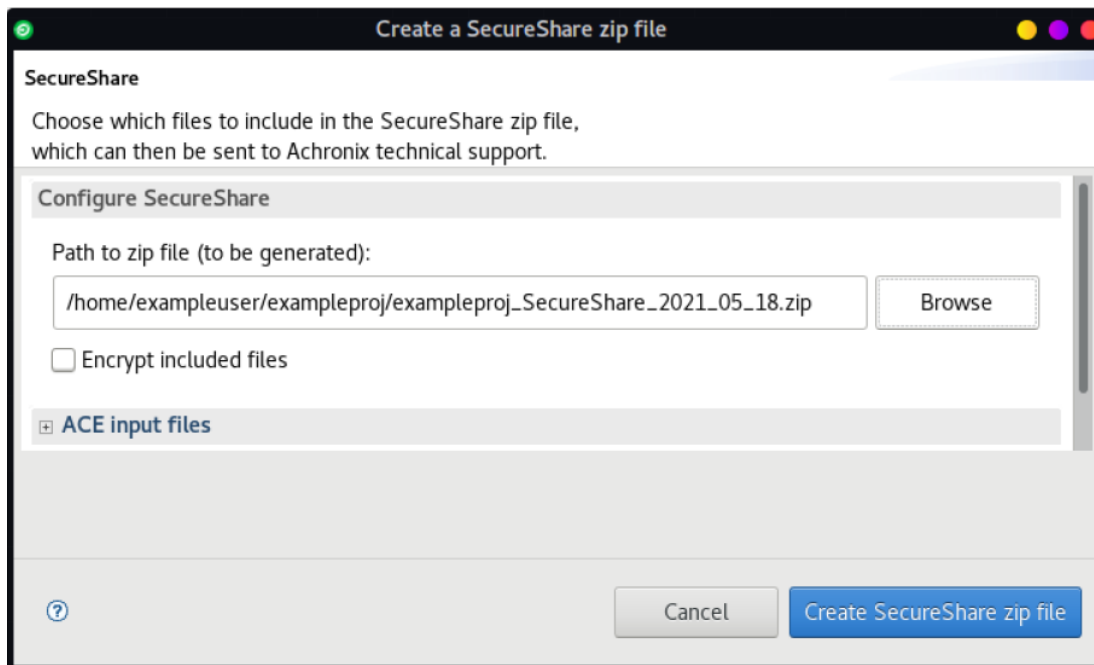 Create a SecureShare zip file
SecureShare
Choose which files to include in the SecureShare zip file,
which can then be sent to Achronix technical support.
Configure SecureShare
Path to zip file (to be generated):
/home/exampleuser/exampleproj/exampleproj_SecureShare_2021_05_18.zip
Browse
Encrypt included files
ACE input files
Cancel
Create SecureShare zip file